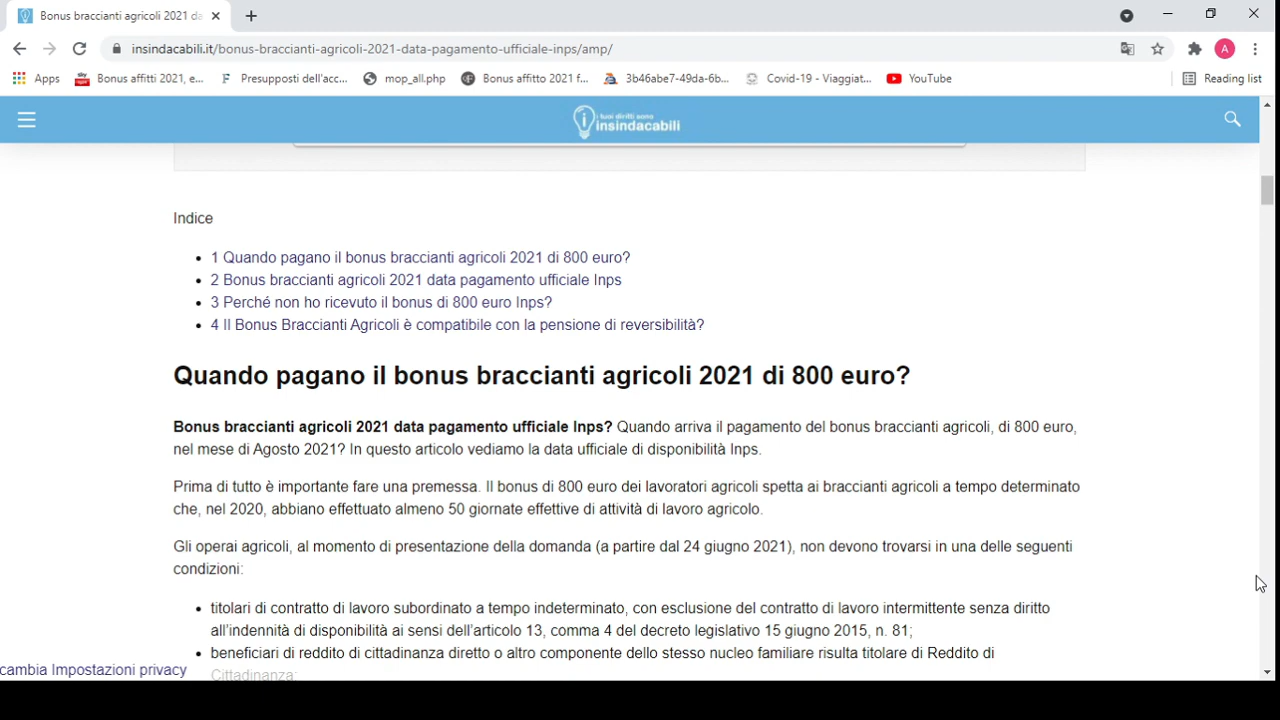 Bonus braccianti agricoli 2021 da
insindacabili.it/bonus-braccianti-agricoli-2021-data-pagamento-ufficiale-inps/amp/
A
Apps
Bonus affitti 2021, e...
Presupposti dell'acc...
mop_all.php
Bonus affitto 2021 f...
3b46abe7-49da-6b...
Covid-19 - Viaggiat...
YouTube
Reading list
i tuoi diritti sono
insindacabili
Indice
1 Quando pagano il bonus braccianti agricoli 2021 di 800 euro?
2 Bonus braccianti agricoli 2021 data pagamento ufficiale Inps
3 Perché non ho ricevuto il bonus di 800 euro Inps?
4 Il Bonus Braccianti Agricoli è compatibile con la pensione di reversibilità?
Quando pagano il bonus braccianti agricoli 2021 di 800 euro?
Bonus braccianti agricoli 2021 data pagamento ufficiale Inps? Quando arriva il pagamento del bonus braccianti agricoli, di 800 euro,
nel mese di Agosto 2021? In questo articolo vediamo la data ufficiale di disponibilità Inps.
Prima di tutto è importante fare una premessa. Il bonus di 800 euro dei lavoratori agricoli spetta ai braccianti agricoli a tempo determinato
che, nel 2020, abbiano effettuato almeno 50 giornate effettive di attività di lavoro agricolo.
Gli operai agricoli, al momento di presentazione della domanda (a partire dal 24 giugno 2021), non devono trovarsi in una delle seguenti
condizioni:
titolari di contratto di lavoro subordinato a tempo indeterminato, con esclusione del contratto di lavoro intermittente senza diritto
all'indennità di disponibilità ai sensi dell'articolo 13, comma 4 del decreto legislativo 15 giugno 2015, n. 81;
beneficiari di reddito di cittadinanza diretto o altro componente dello stesso nucleo familiare risulta titolare di Reddito di
Cittadinanza;
cambia Impostazioni privacy